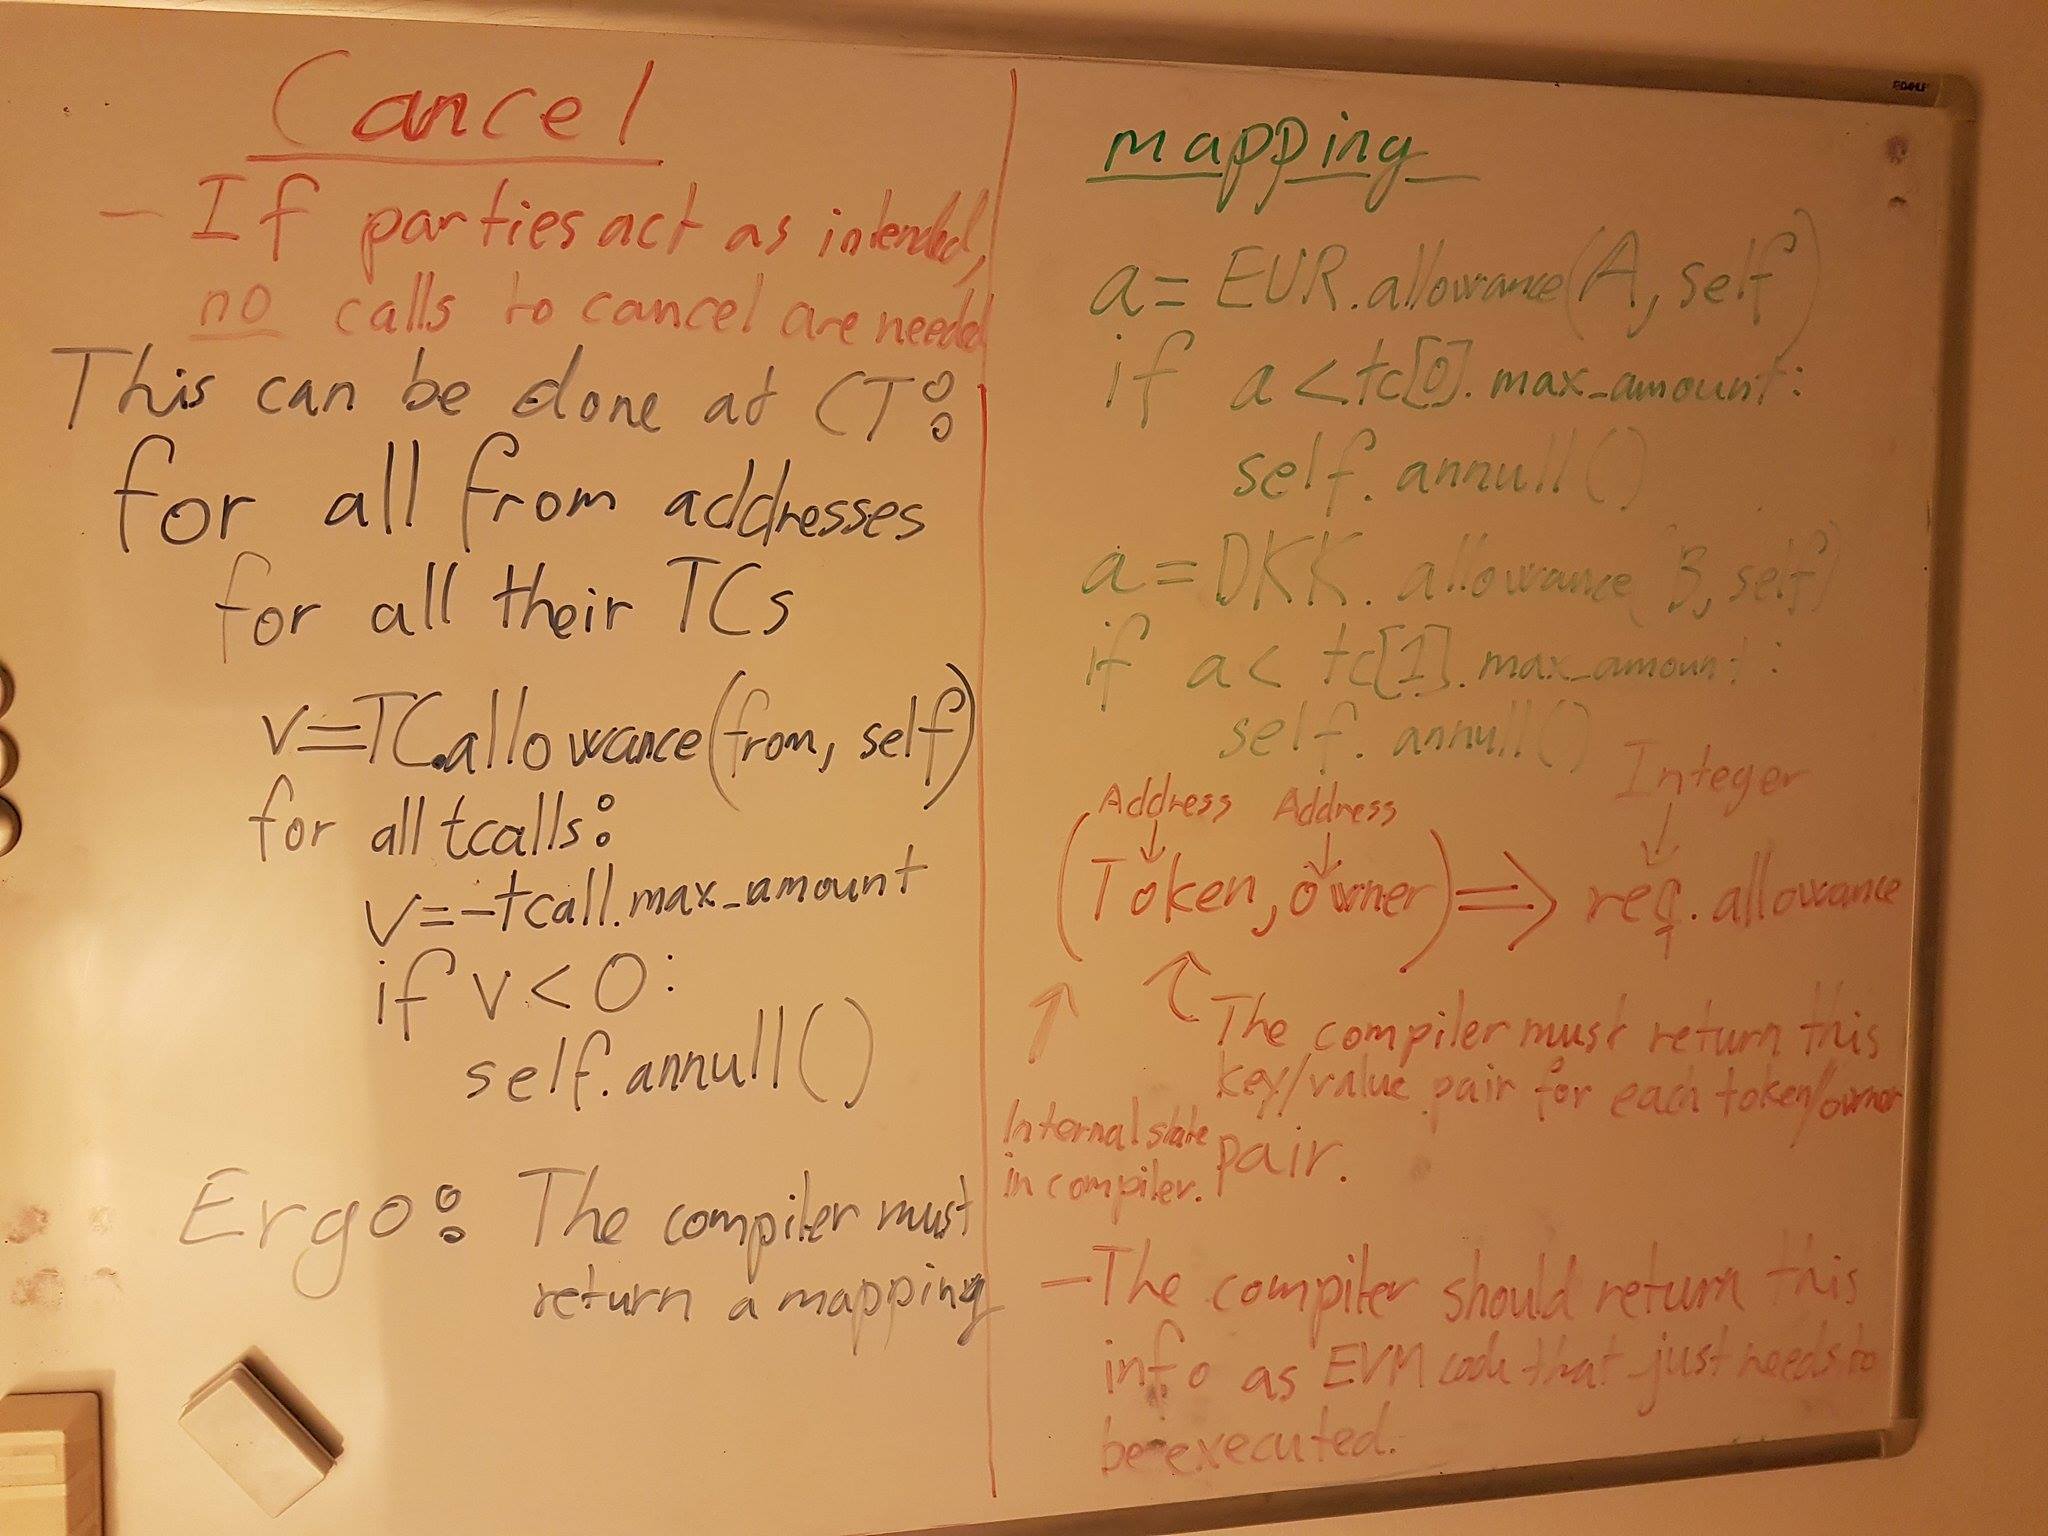 Cancel
- If parties act as intended,
no calls to cancel are needed
This can be done at CT:
for all from addresses
for all their TCs
v=TC.allowance(from, self)
for all tcalls:
v=-tcall.max_amount
if v<0:
self.annull()
Ergo: The compiler must
return a mapping
mapping
a=EUR.allowance(A, self)
if a<tc[0].max_amount:
self.annull()
a=DKK.allowance(B, self)
if a< tc[1].max_amount:
self.annull()
Integer
Address Address
(Token, owner) => req.allowance
The compiler must return this
key/value pair for each token/owner
pair.
Internal state
in compiler.
-The compiler should return this
info as EVM code that just needs to
be executed.